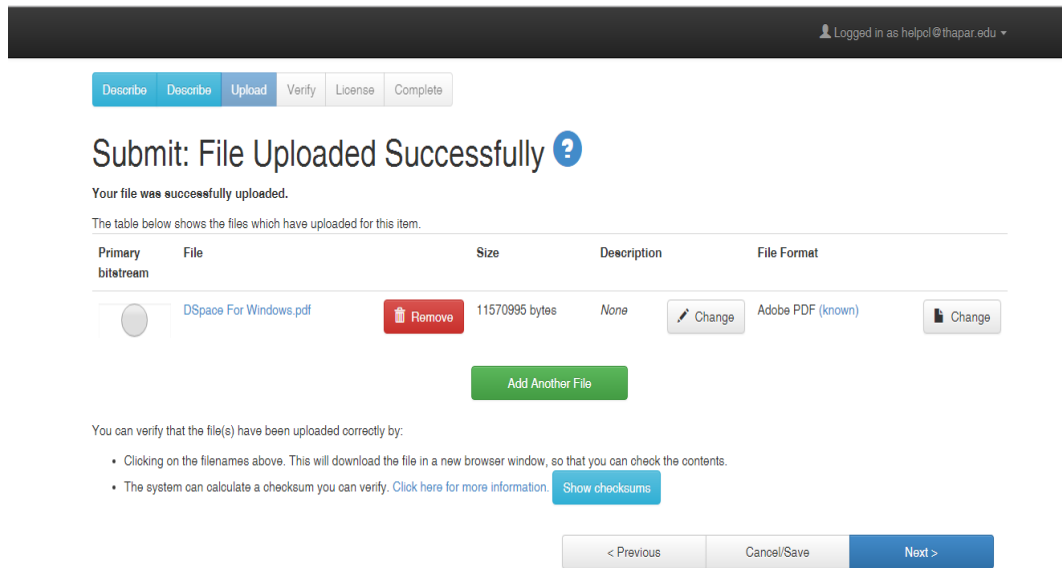 Logged in as helpcl@thapar.edu
Describe Describe Upload Verify License Complete
Submit: File Uploaded Successfully ?
Your file was successfully uploaded.
The table below shows the files which have uploaded for this item.
Primary bitstream File Size Description File Format
DSpace For Windows.pdf Remove 11570995 bytes None Change Adobe PDF (known) Change
Add Another File
You can verify that the file(s) have been uploaded correctly by:
• Clicking on the filenames above. This will download the file in a new browser window, so that you can check the contents.
• The system can calculate a checksum you can verify. Click here for more information. Show checksums
< Previous Cancel/Save Next >